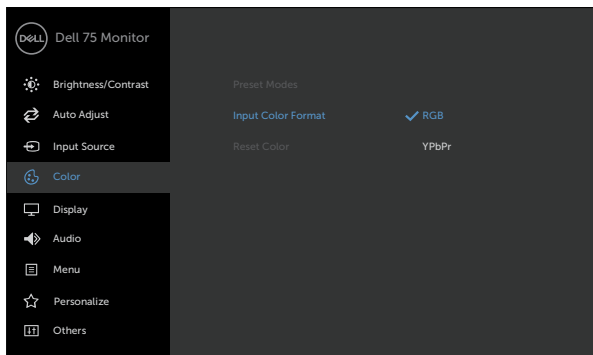 DELL Dell 75 Monitor
Brightness/Contrast
Preset Modes
Auto Adjust
Input Color Format
RGB
Input Source
Reset Color
YPbPr
Color
Display
Audio
Menu
Personalize
Others